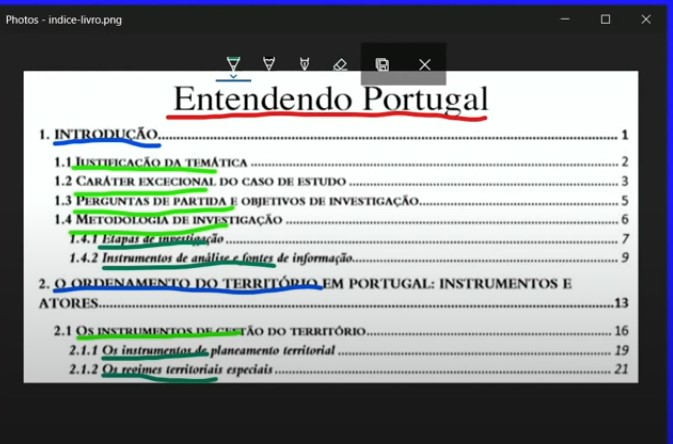 Photos - indice-livro.png
Entendendo Portugal
1. INTRODUÇÃO.......................................................................................... 1
1.1 JUSTIFICAÇÃO DA TEMÁTICA ........................................................................ 2
1.2 CARÁTER EXCECIONAL DO CASO DE ESTUDO ................................................ 3
1.3 PERGUNTAS DE PARTIDA E OBJETIVOS DE INVESTIGAÇÃO................................ 5
1.4 METODOLOGIA DE INVESTIGAÇÃO ............................................................... 6
1.4.1 Etapas de investigação ......................................................................... 7
1.4.2 Instrumentos de análise e fontes de informação....................................... 9
2. O ORDENAMENTO DO TERRITÓRIO EM PORTUGAL: INSTRUMENTOS E
ATORES....................................................................................................13
2.1 OS INSTRUMENTOS DE GESTÃO DO TERRITÓRIO........................................... 16
2.1.1 Os instrumentos de planeamento territorial ........................................... 19
2.1.2 Os regimes territoriais especiais........................................................... 21